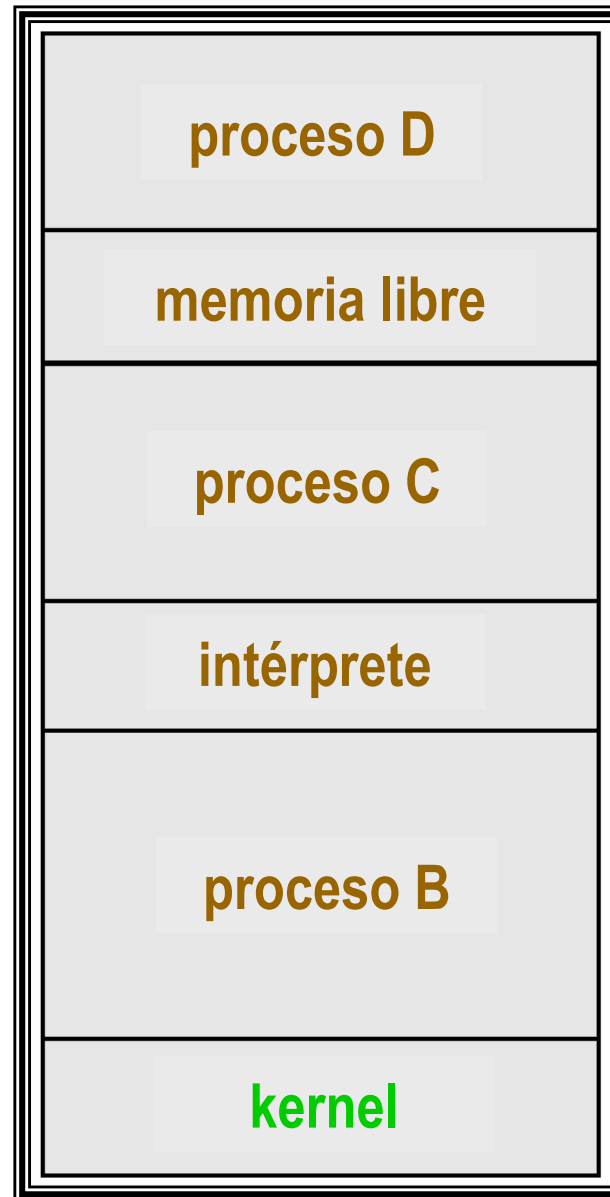 proceso D
memoria libre
proceso C
intérprete
proceso B
kernel